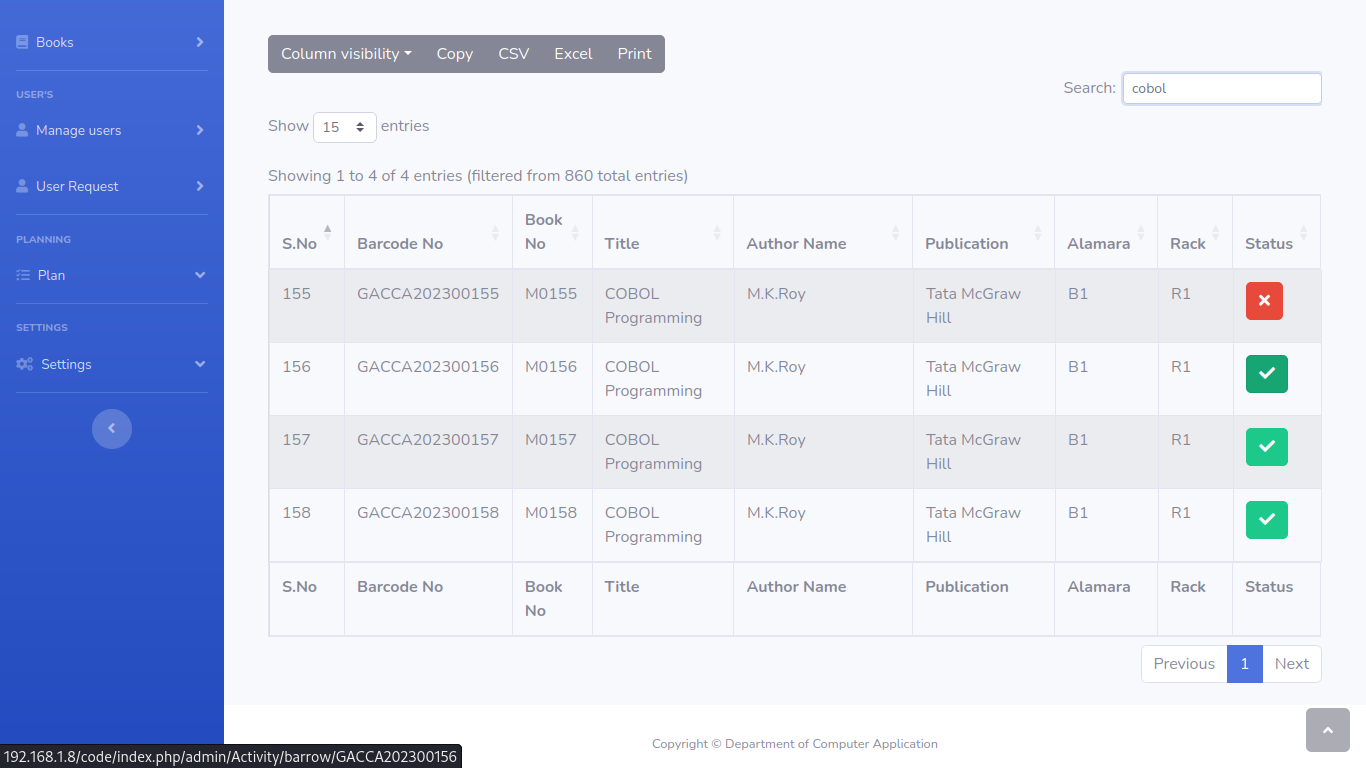 Books
USER'S
Manage users
User Request
PLANNING
Plan
SETTINGS
Settings
Column visibility Copy CSV Excel Print
Search: cobol
Show 15 entries
Showing 1 to 4 of 4 entries (filtered from 860 total entries)
S.No Barcode No Book No Title Author Name Publication Alamara Rack Status
155 GACCA202300155 M0155 COBOL Programming M.K.Roy Tata McGraw Hill B1 R1
156 GACCA202300156 M0156 COBOL Programming M.K.Roy Tata McGraw Hill B1 R1
157 GACCA202300157 M0157 COBOL Programming M.K.Roy Tata McGraw Hill B1 R1
158 GACCA202300158 M0158 COBOL Programming M.K.Roy Tata McGraw Hill B1 R1
S.No Barcode No Book No Title Author Name Publication Alamara Rack Status
Previous 1 Next
Copyright © Department of Computer Application
192.168.1.8/code/index.php/admin/Activity/barrow/GACCA202300156